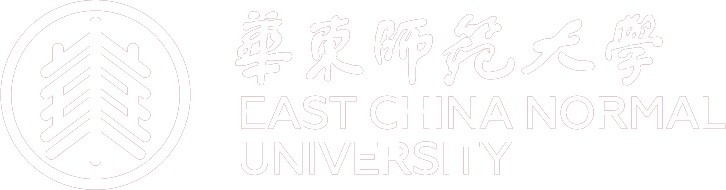 華東師範大學
EAST CHINA NORMAL
UNIVERSITY